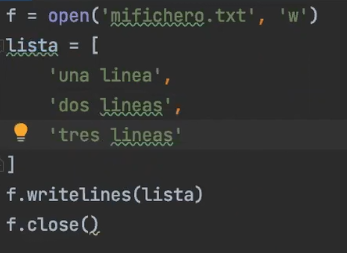 f = open('mifichero.txt', 'w')
lista = [
    'una linea',
    'dos lineas',
    'tres lineas'
]
f.writelines(lista)
f.close()